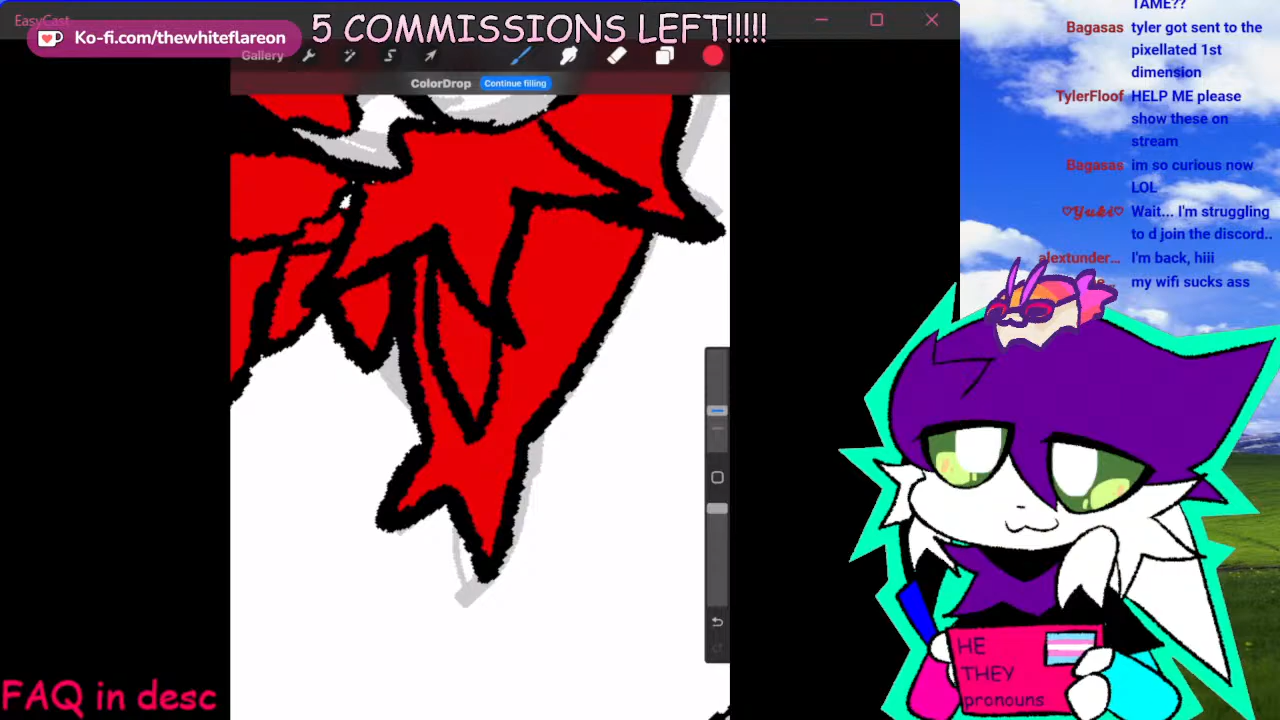 EasyCast
Ko-fi.com/thewhiteflareon
5 COMMISSIONS LEFT!!!!!
Gallery
ColorDrop
Continue filling
TAME??
Bagasas tyler got sent to the
pixellated 1st
dimension
TylerFloof HELP ME please
show these on
stream
Bagasas im so curious now
LOL
♡𝓨𝓾𝓴𝓲♡ Wait... I'm struggling
to d join the discord..
alextunder... I'm back, hiii
my wifi sucks ass
HE
THEY
pronouns
FAQ in desc